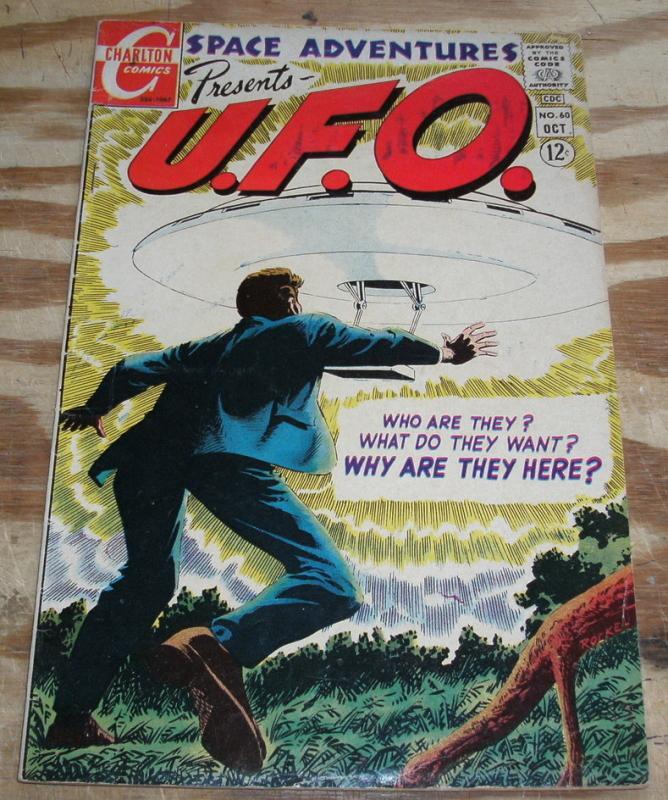 CHARLTON
COMICS
SPACE ADVENTURES
Presents-
U.F.O.
APPROVED
BY THE
COMICS
CODE
AUTHORITY
CDC
NO. 60
OCT.
12¢
WHO ARE THEY?
WHAT DO THEY WANT?
WHY ARE THEY HERE?